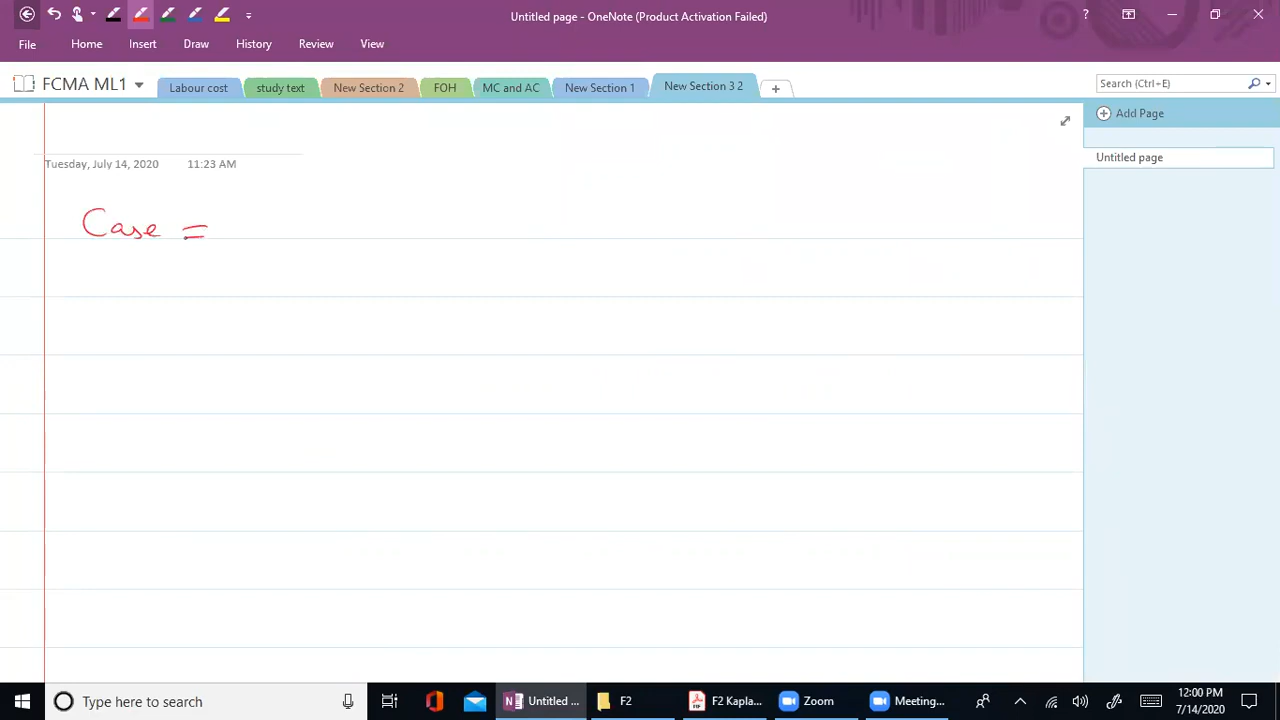 Untitled page - OneNote (Product Activation Failed)
File Home Insert Draw History Review View
FCMA ML1 Labour cost study text New Section 2 FOH MC and AC New Section 1 New Section 3 2 Search (Ctrl+E)
Add Page
Untitled page
Tuesday, July 14, 2020 11:23 AM
Case =
Type here to search Untitled ... F2 F2 Kapla... Zoom Meeting... 12:00 PM
7/14/2020